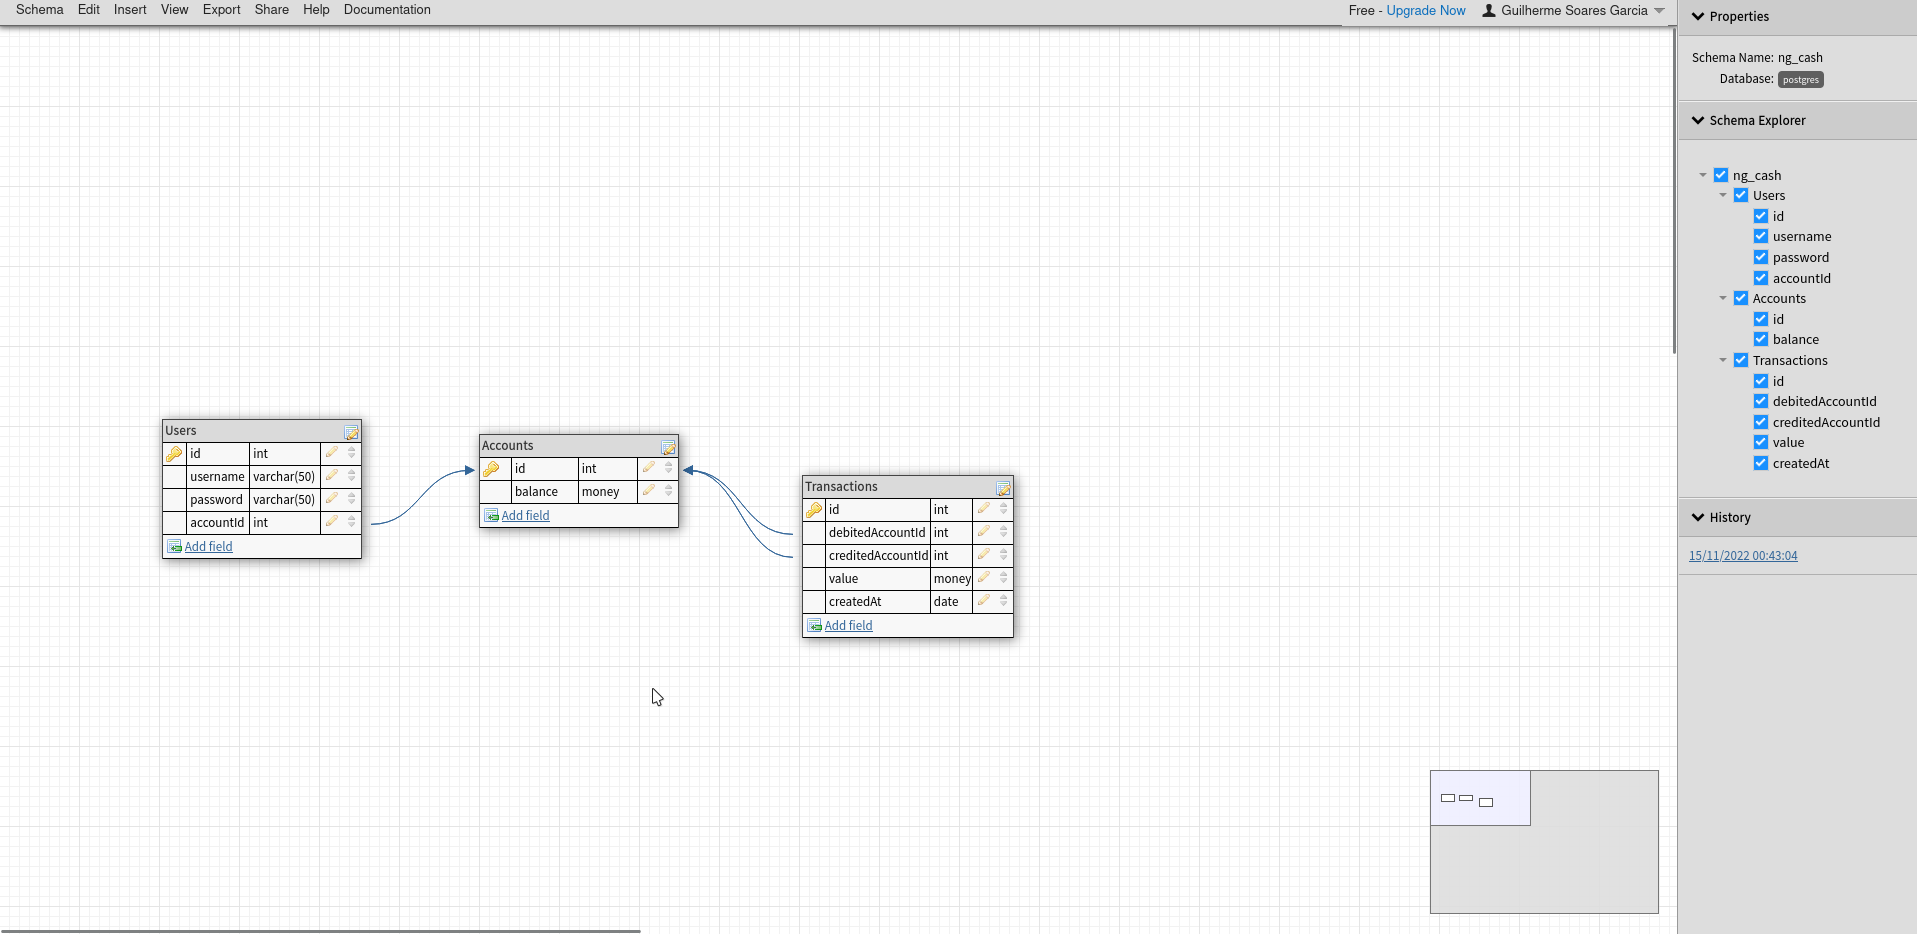 Schema Edit Insert View Export Share Help Documentation
Free - Upgrade Now Guilherme Soares Garcia
Users
id int
username varchar(50)
password varchar(50)
accountId int
Add field
Accounts
id int
balance money
Add field
Transactions
id int
debitedAccountId int
creditedAccountId int
value money
createdAt date
Add field
Properties
Schema Name: ng_cash
Database: postgres
Schema Explorer
ng_cash
Users
id
username
password
accountId
Accounts
id
balance
Transactions
id
debitedAccountId
creditedAccountId
value
createdAt
History
15/11/2022 00:43:04